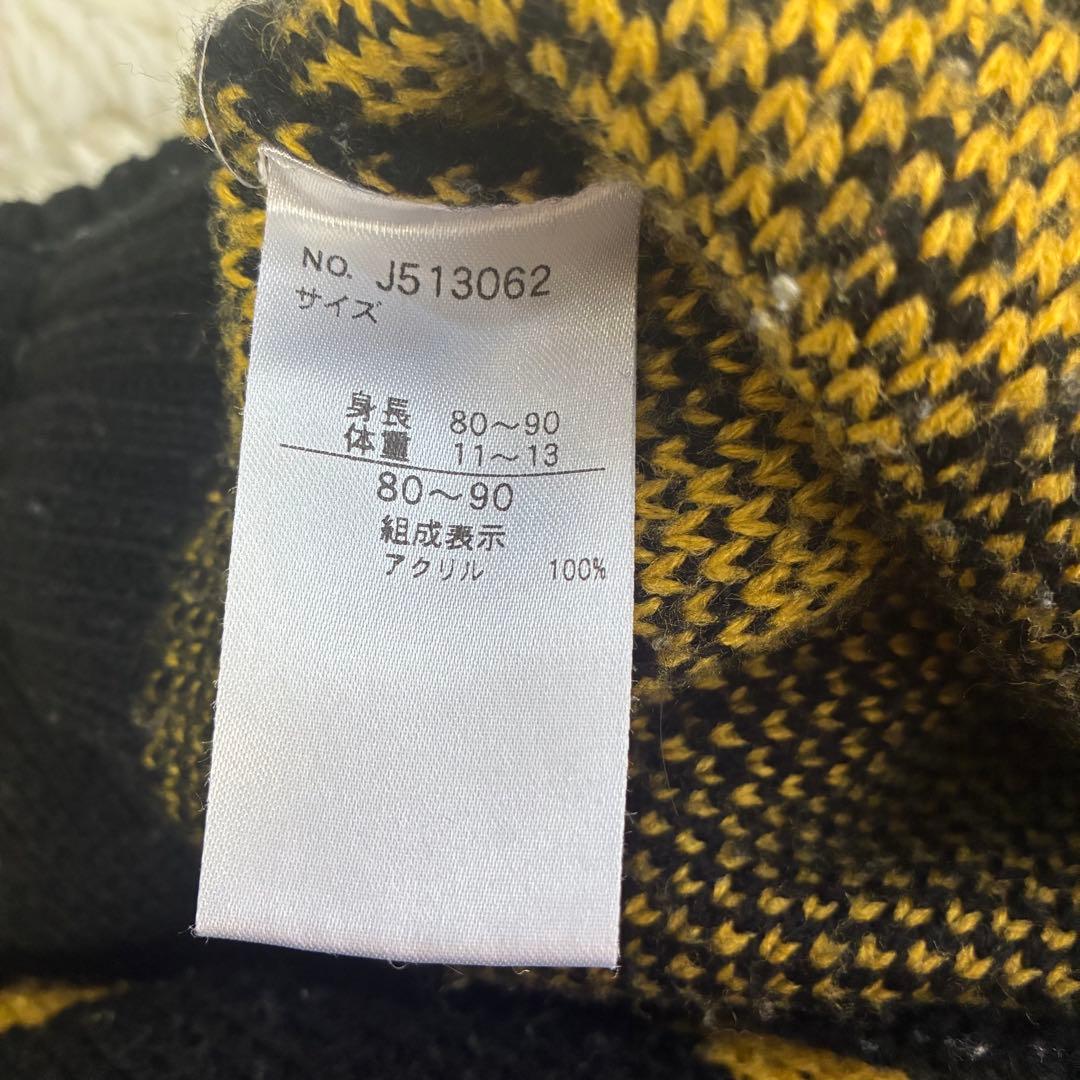 NO. J513062
サイズ
身長 80〜90
体重 11〜13
80〜90
組成表示
アクリル 100%